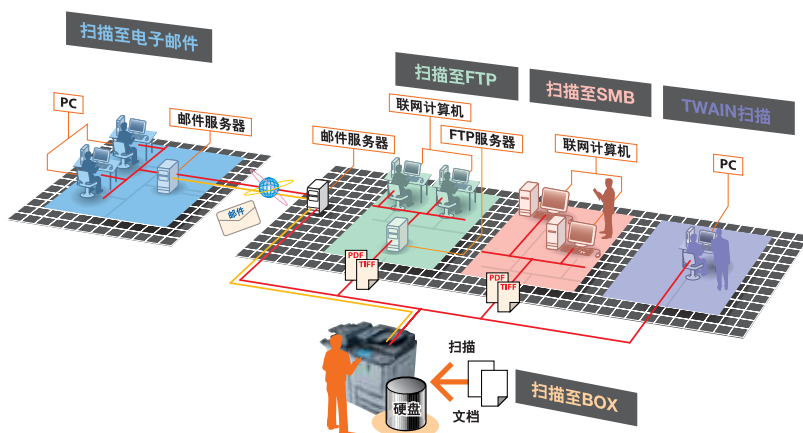 扫描至电子邮件
PC
邮件服务器
邮件
扫描至FTP
联网计算机
邮件服务器
FTP服务器
扫描至SMB
联网计算机
TWAIN扫描
PC
PDF
TIFF
PDF
TIFF
扫描
硬盘
文档
扫描至BOX